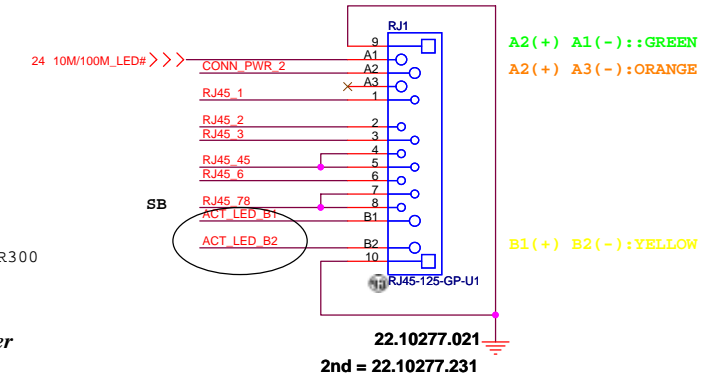 RJ1
9
A2(+) A1(-)::GREEN
24 10M/100M_LED#
A1
CONN_PWR_2
A2
A2(+) A3(-):ORANGE
A3
RJ45_1
1
RJ45_2
2
RJ45_3
3
4
RJ45_45
5
RJ45_6
6
7
SB
RJ45_78
8
ACT_LED_B1
B1
ACT_LED_B2
B2
B1(+) B2(-):YELLOW
R300
10
RJ45-125-GP-U1
er
22.10277.021
2nd = 22.10277.231